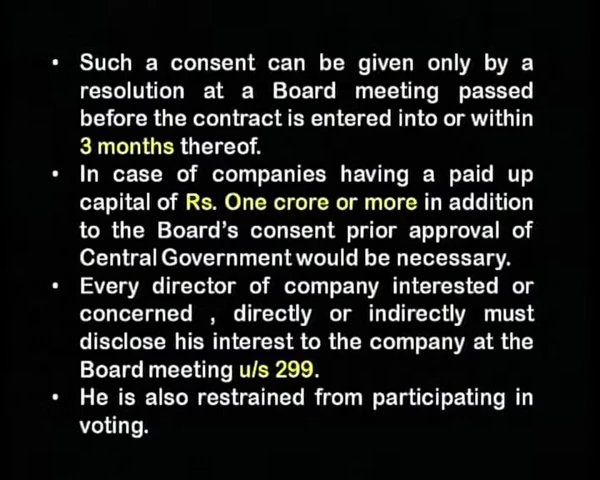 • Such a consent can be given only by a
resolution at a Board meeting passed
before the contract is entered into or within
3 months thereof.
• In case of companies having a paid up
capital of Rs. One crore or more in addition
to the Board's consent prior approval of
Central Government would be necessary.
• Every director of company interested or
concerned , directly or indirectly must
disclose his interest to the company at the
Board meeting u/s 299.
• He is also restrained from participating in
voting.